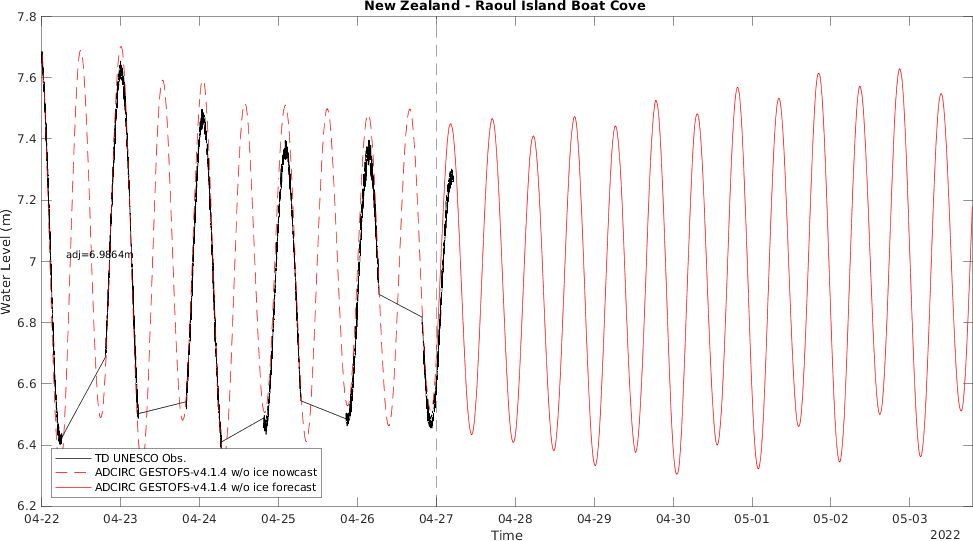 New Zealand - Raoul Island Boat Cove
7.8
7.6
7.4
7.2
7
6.8
6.6
6.4
6.2
Water Level (m)
adj=6.9864m
TD UNESCO Obs.
ADCIRC GESTOFS-v4.1.4 w/o ice nowcast
ADCIRC GESTOFS-v4.1.4 w/o ice forecast
04-22 04-23 04-24 04-25 04-26 04-27 04-28 04-29 04-30 05-01 05-02 05-03
Time
2022